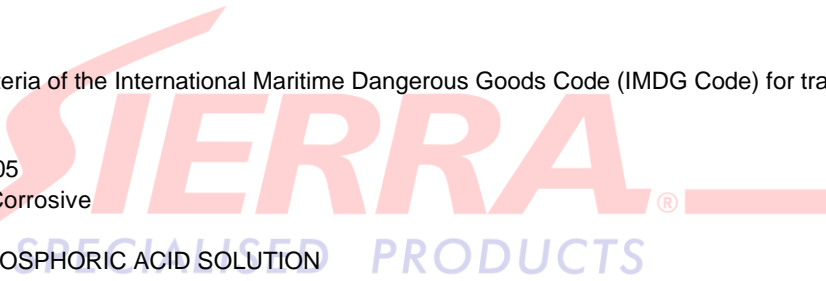 teria of the International Maritime Dangerous Goods Code (IMDG Code) for tra
05
Corrosive
OSPHORIC ACID SOLUTION
SIERRA®
SPECIALISED PRODUCTS